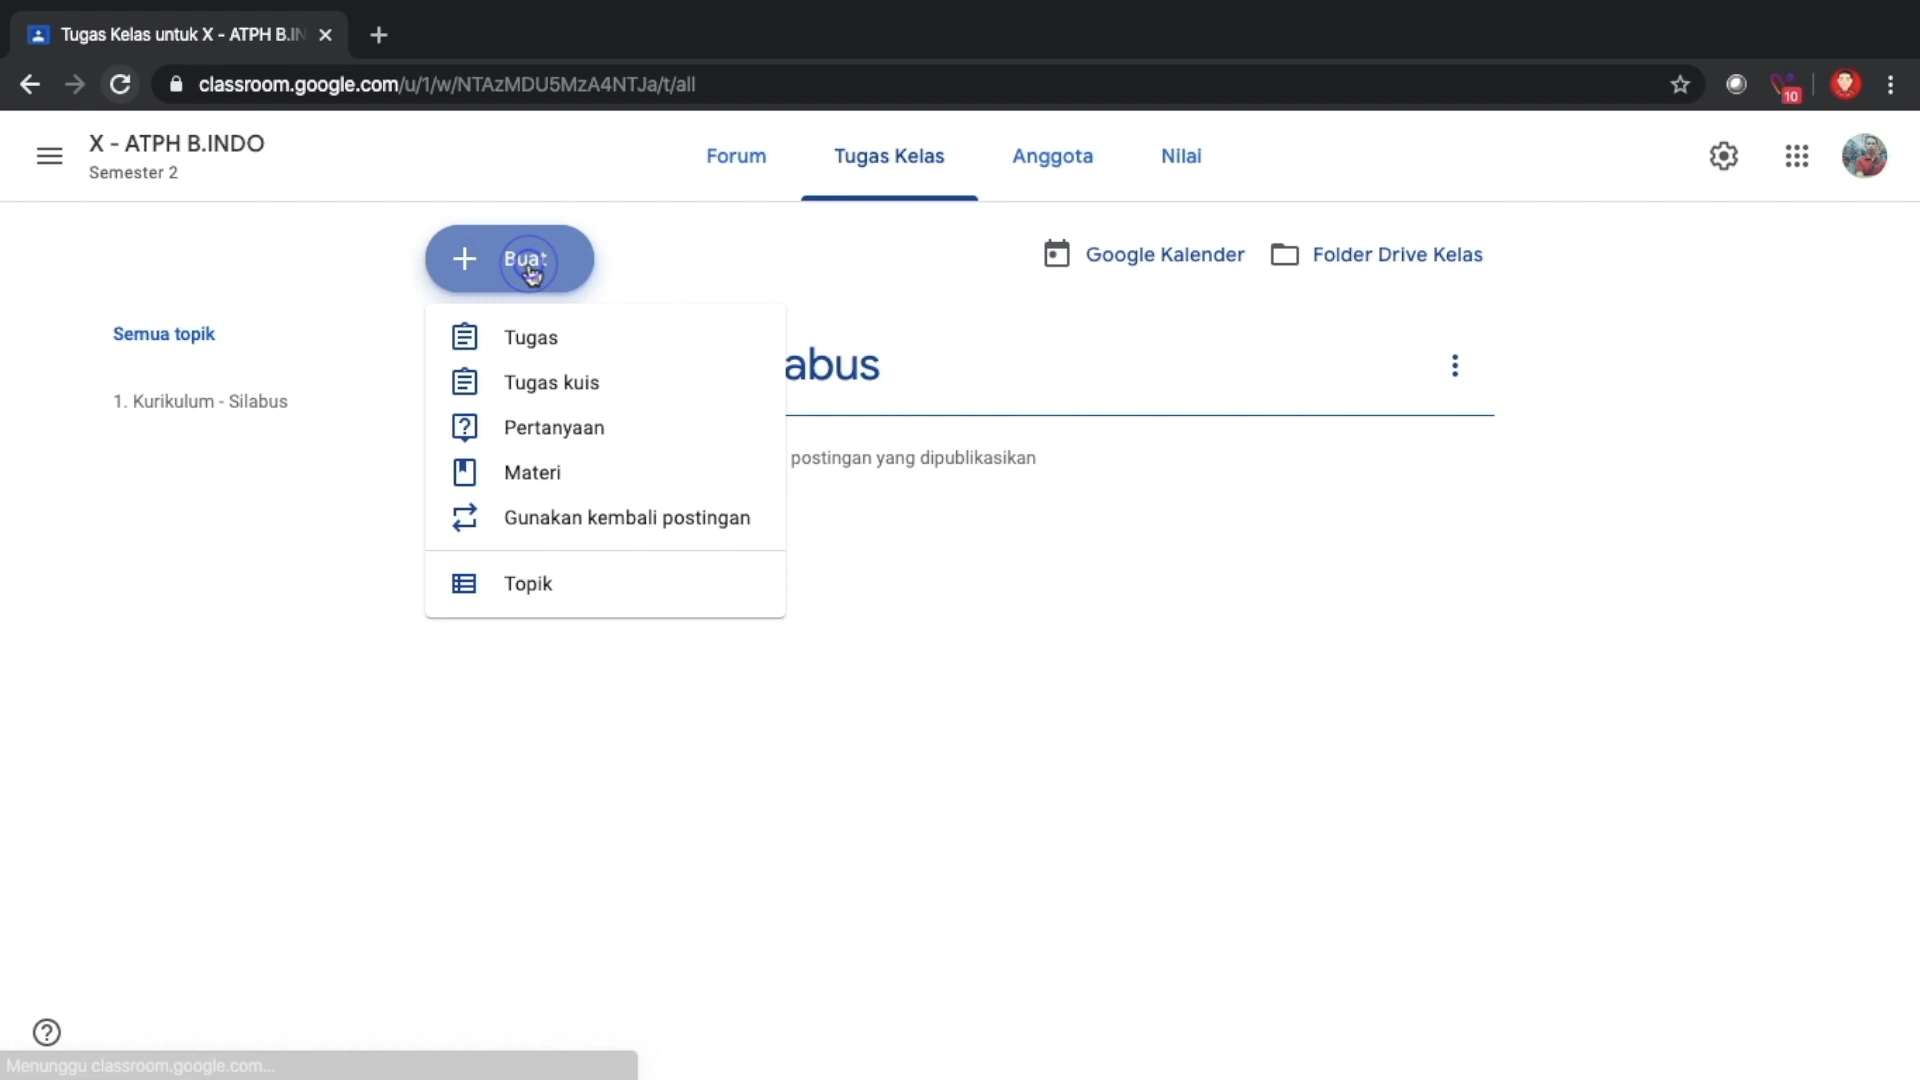 Tugas Kelas untuk X - ATPH B.IN
classroom.google.com/u/1/w/NTAzMDU5MzA4NTJa/t/all
10
X - ATPH B.INDO
Semester 2
Forum
Tugas Kelas
Anggota
Nilai
Buat
Google Kalender
Folder Drive Kelas
Semua topik
1. Kurikulum - Silabus
Tugas
Tugas kuis
Pertanyaan
Materi
Gunakan kembali postingan
Topik
abus
postingan yang dipublikasikan
Menunggu classroom.google.com...